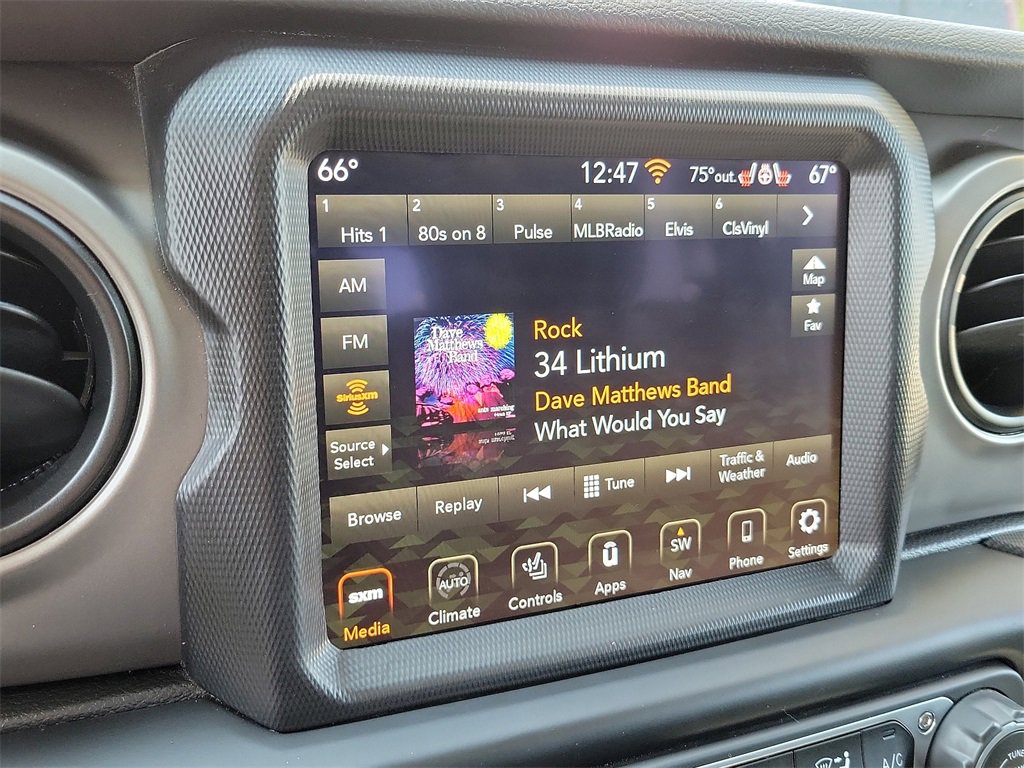 66° 12:47 75°out. 67°
1 Hits 1 2 80s on 8 3 Pulse 4 MLBRadio 5 Elvis 6 ClsVinyl
AM
Map
FM
Fav
SiriusXM
Source
Select
Dave
Matthews
Band
ants marching
Rock
34 Lithium
Dave Matthews Band
What Would You Say
Browse Replay Tune Traffic &
Weather Audio
sxm AUTO SW
Media Climate Controls Apps Nav Phone Settings
A/C
TUNE